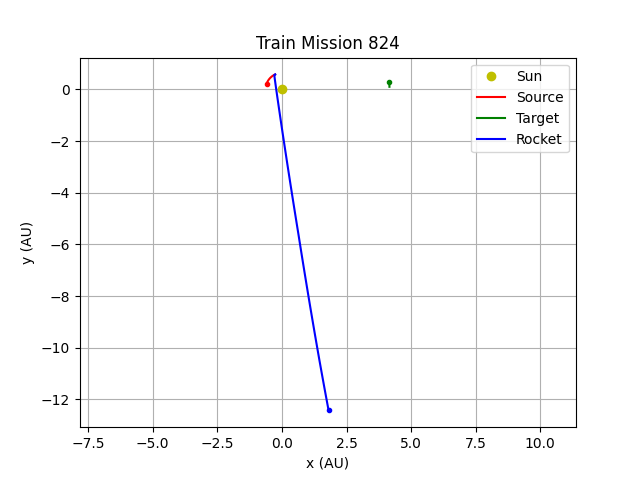 Train Mission 824
Sun
Source
Target
Rocket
0
−2
−4
−6
−8
−10
−12
y (AU)
−7.5
−5.0
−2.5
0.0
2.5
5.0
7.5
10.0
x (AU)